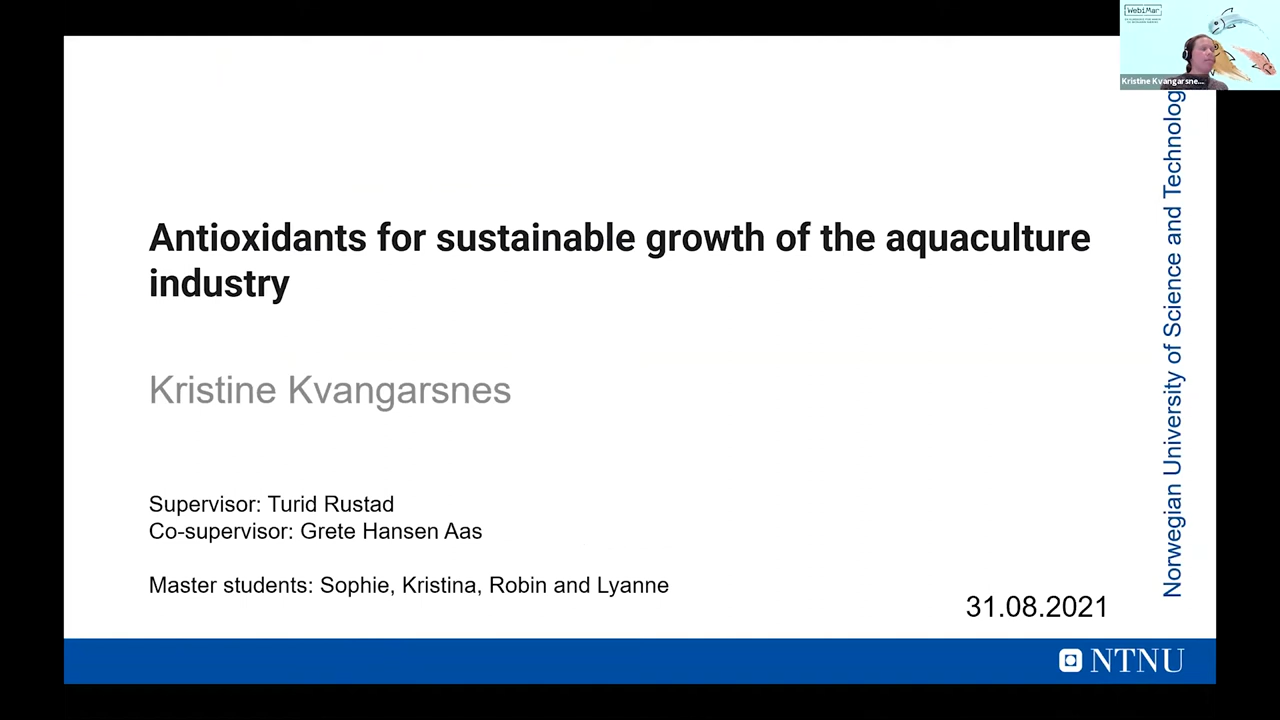 WebiMar
Kristine Kvangarsne...
Antioxidants for sustainable growth of the aquaculture
industry
Kristine Kvangarsnes
Supervisor: Turid Rustad
Co-supervisor: Grete Hansen Aas
Master students: Sophie, Kristina, Robin and Lyanne
31.08.2021
Norwegian University of Science and Technolog
NTNU